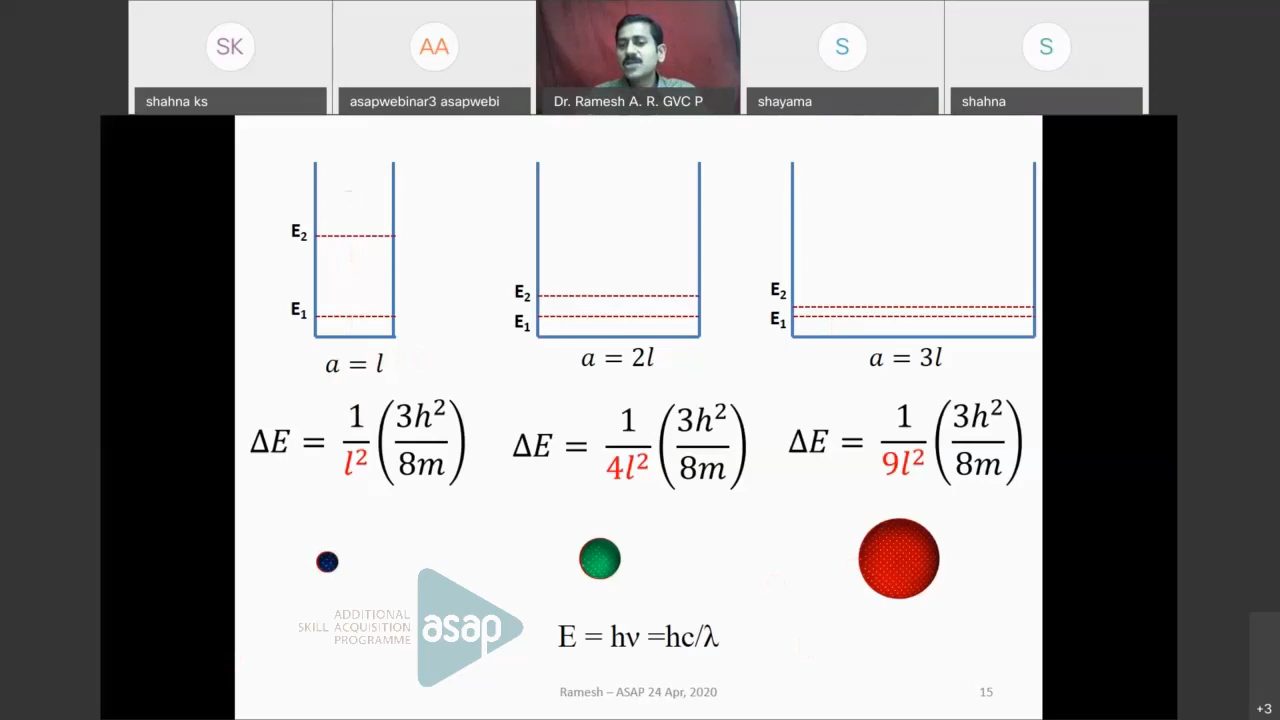 SK
AA
S
S
shahna ks
asapwebinar3 asapwebi
Dr. Ramesh A. R. GVC P
shayama
shahna
E₂
E₁
a = l
E₂
E₁
a = 2l
E₂
E₁
a = 3l
ΔE = 1/l² (3h²/8m)
ΔE = 1/4l² (3h²/8m)
ΔE = 1/9l² (3h²/8m)
ADDITIONAL
SKILL ACQUISITION
PROGRAMME
asap
E = hν =hc/λ
Ramesh – ASAP 24 Apr, 2020
15
+3